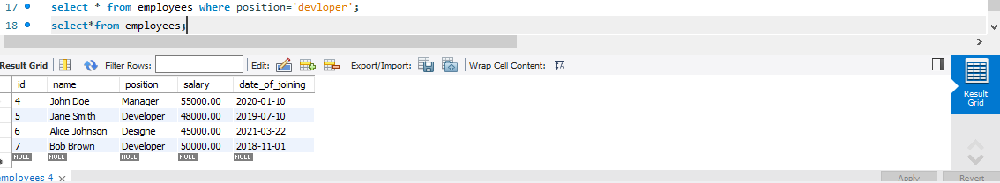 17 select * from employees where position='devloper';
18 select*from employees;
Result Grid Filter Rows: Edit: Export/Import: Wrap Cell Content: IA
id name position salary date_of_joining
4 John Doe Manager 55000.00 2020-01-10
5 Jane Smith Developer 48000.00 2019-07-10
6 Alice Johnson Designe 45000.00 2021-03-22
7 Bob Brown Developer 50000.00 2018-11-01
NULL NULL NULL NULL NULL
Result
Grid
employees 4 Apply Revert